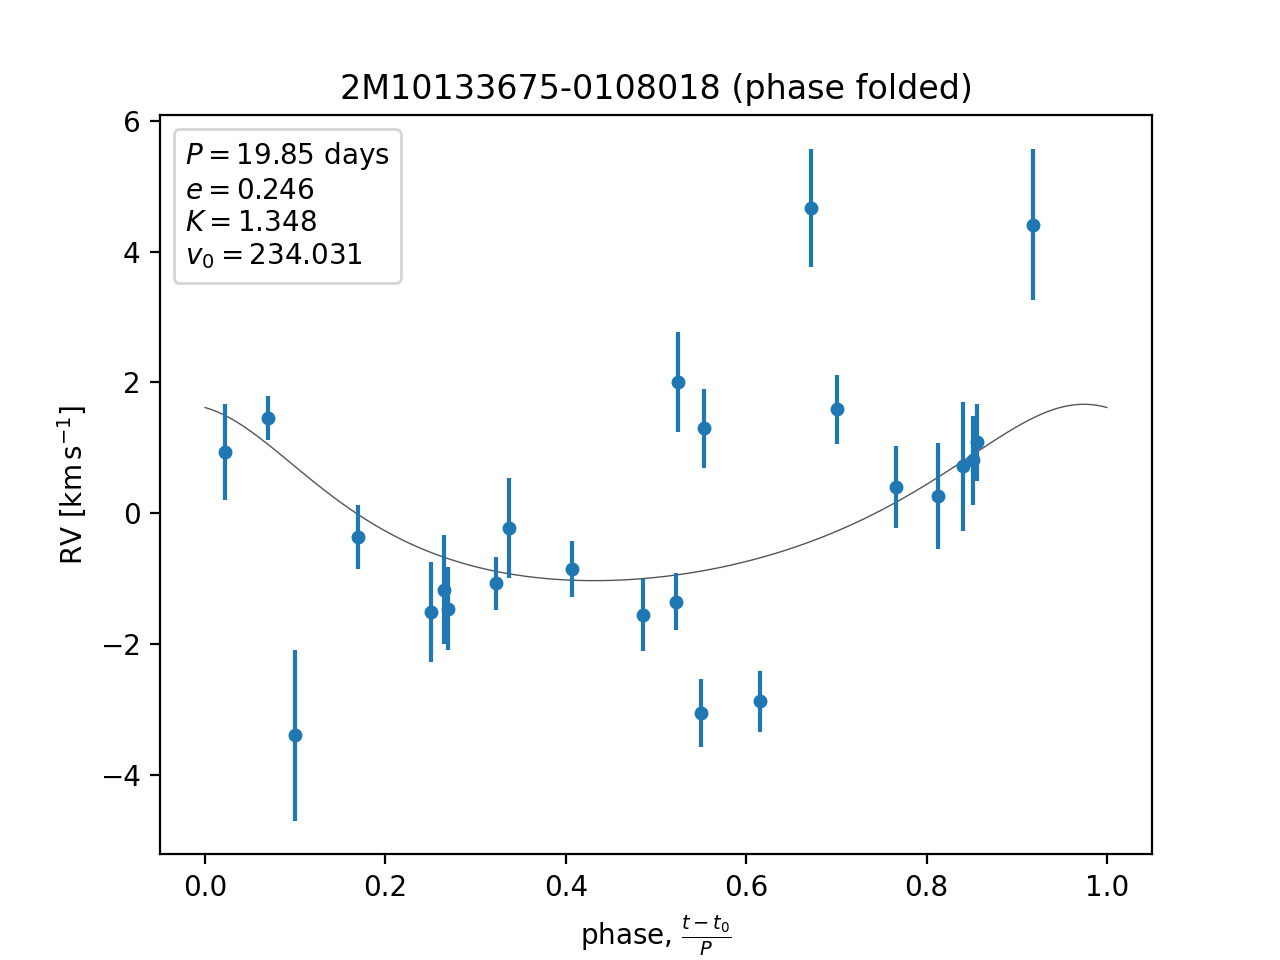 2M10133675-0108018 (phase folded)
P = 19.85 days
e = 0.246
K = 1.348
v₀ = 234.031
6
4
2
0
−2
−4
RV [km s⁻¹]
0.0 0.2 0.4 0.6 0.8 1.0
phase, (t − t₀)/P